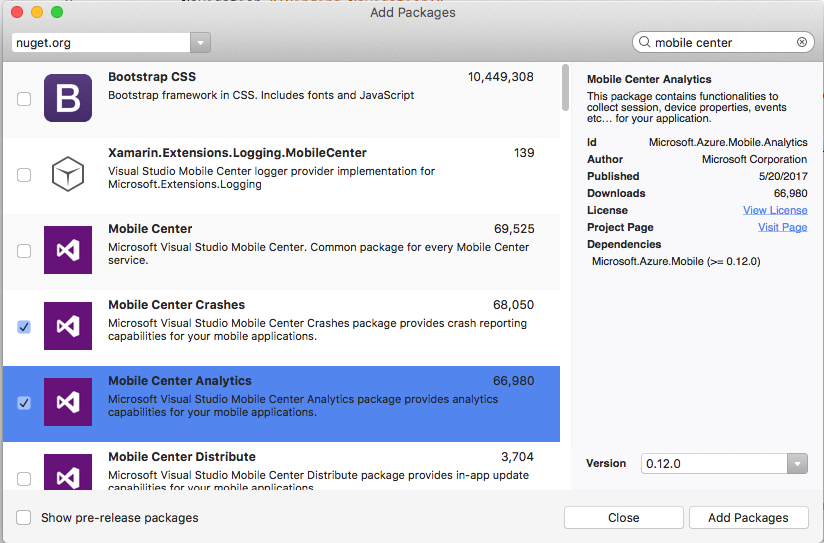 Add Packages
nuget.org
mobile center
Bootstrap CSS 10,449,308
Bootstrap framework in CSS. Includes fonts and JavaScript
Xamarin.Extensions.Logging.MobileCenter 139
Visual Studio Mobile Center logger provider implementation for
Microsoft.Extensions.Logging
Mobile Center 69,525
Microsoft Visual Studio Mobile Center. Common package for every Mobile Center
service.
Mobile Center Crashes 68,050
Microsoft Visual Studio Mobile Center Crashes package provides crash reporting
capabilities for your mobile applications.
Mobile Center Analytics 66,980
Microsoft Visual Studio Mobile Center Analytics package provides analytics
capabilities for your mobile applications.
Mobile Center Distribute 3,704
Microsoft Visual Studio Mobile Center Distribute package provides in-app update
capabilities for your mobile applications.
Mobile Center Analytics
This package contains functionalities to
collect session, device properties, events
etc... for your application.
Id Microsoft.Azure.Mobile.Analytics
Author Microsoft Corporation
Published 5/20/2017
Downloads 66,980
License View License
Project Page Visit Page
Dependencies
Microsoft.Azure.Mobile (>= 0.12.0)
Version 0.12.0
Show pre-release packages
Close
Add Packages